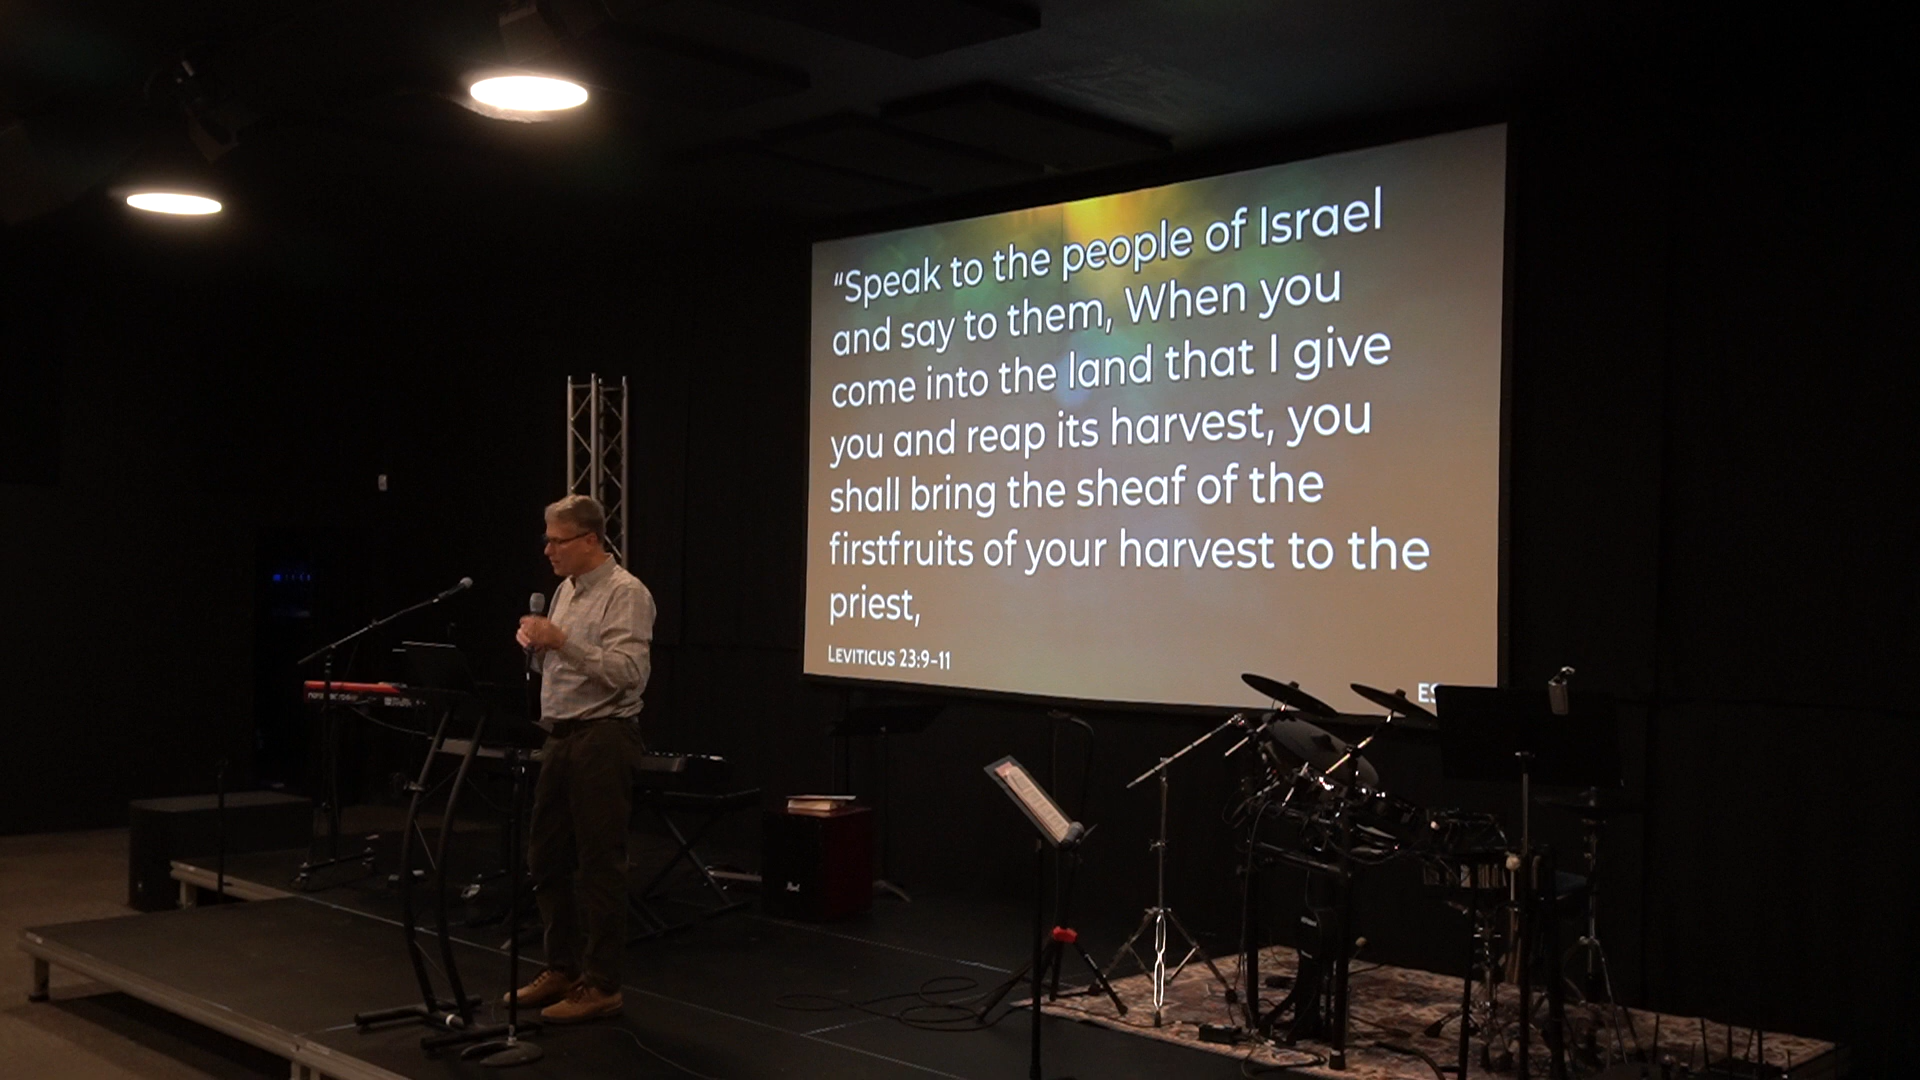 “Speak to the people of Israel
and say to them, When you
come into the land that I give
you and reap its harvest, you
shall bring the sheaf of the
firstfruits of your harvest to the
priest,
LEVITICUS 23:9-11